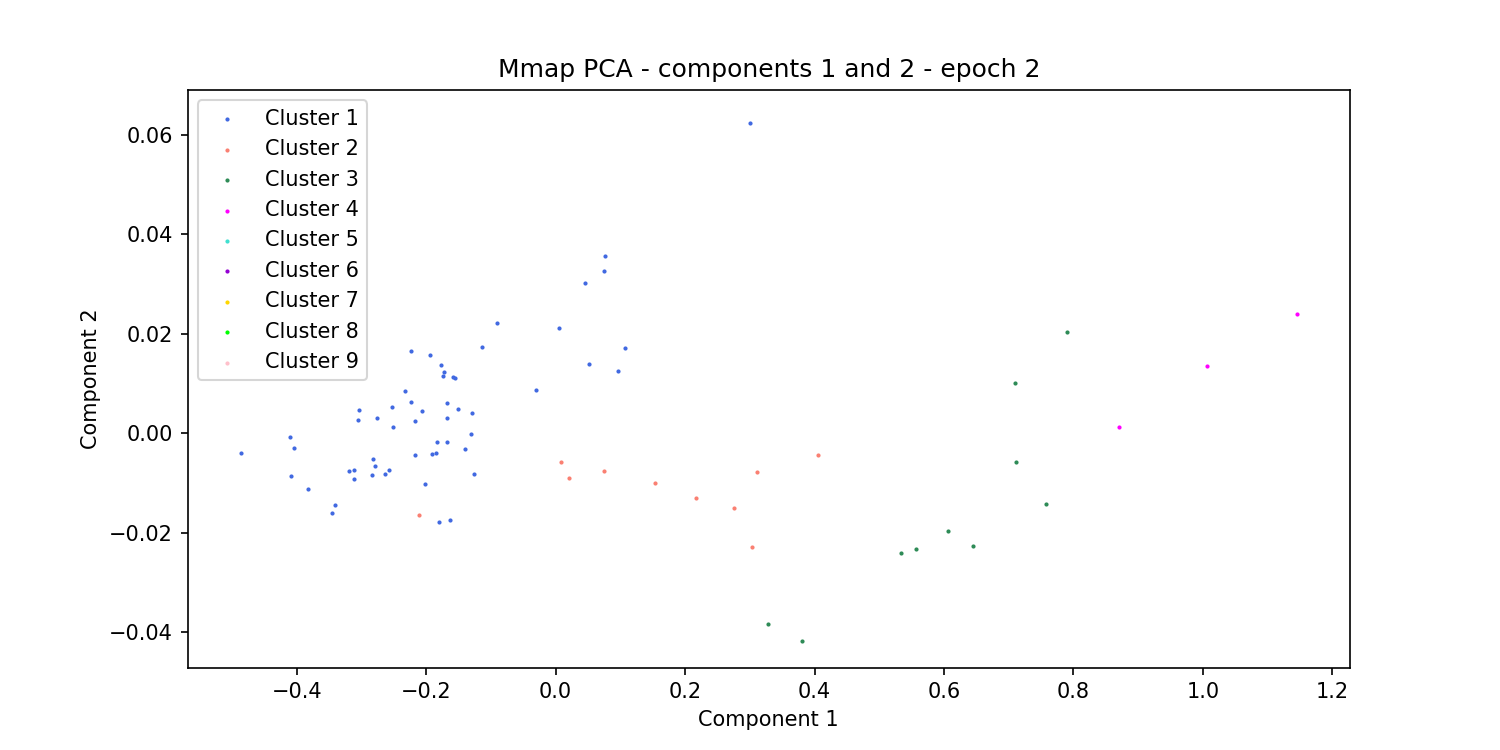 Mmap PCA - components 1 and 2 - epoch 2
Cluster 1
Cluster 2
Cluster 3
Cluster 4
Cluster 5
Cluster 6
Cluster 7
Cluster 8
Cluster 9
0.06
0.04
0.02
0.00
−0.02
−0.04
Component 2
−0.4 −0.2 0.0 0.2 0.4 0.6 0.8 1.0 1.2
Component 1